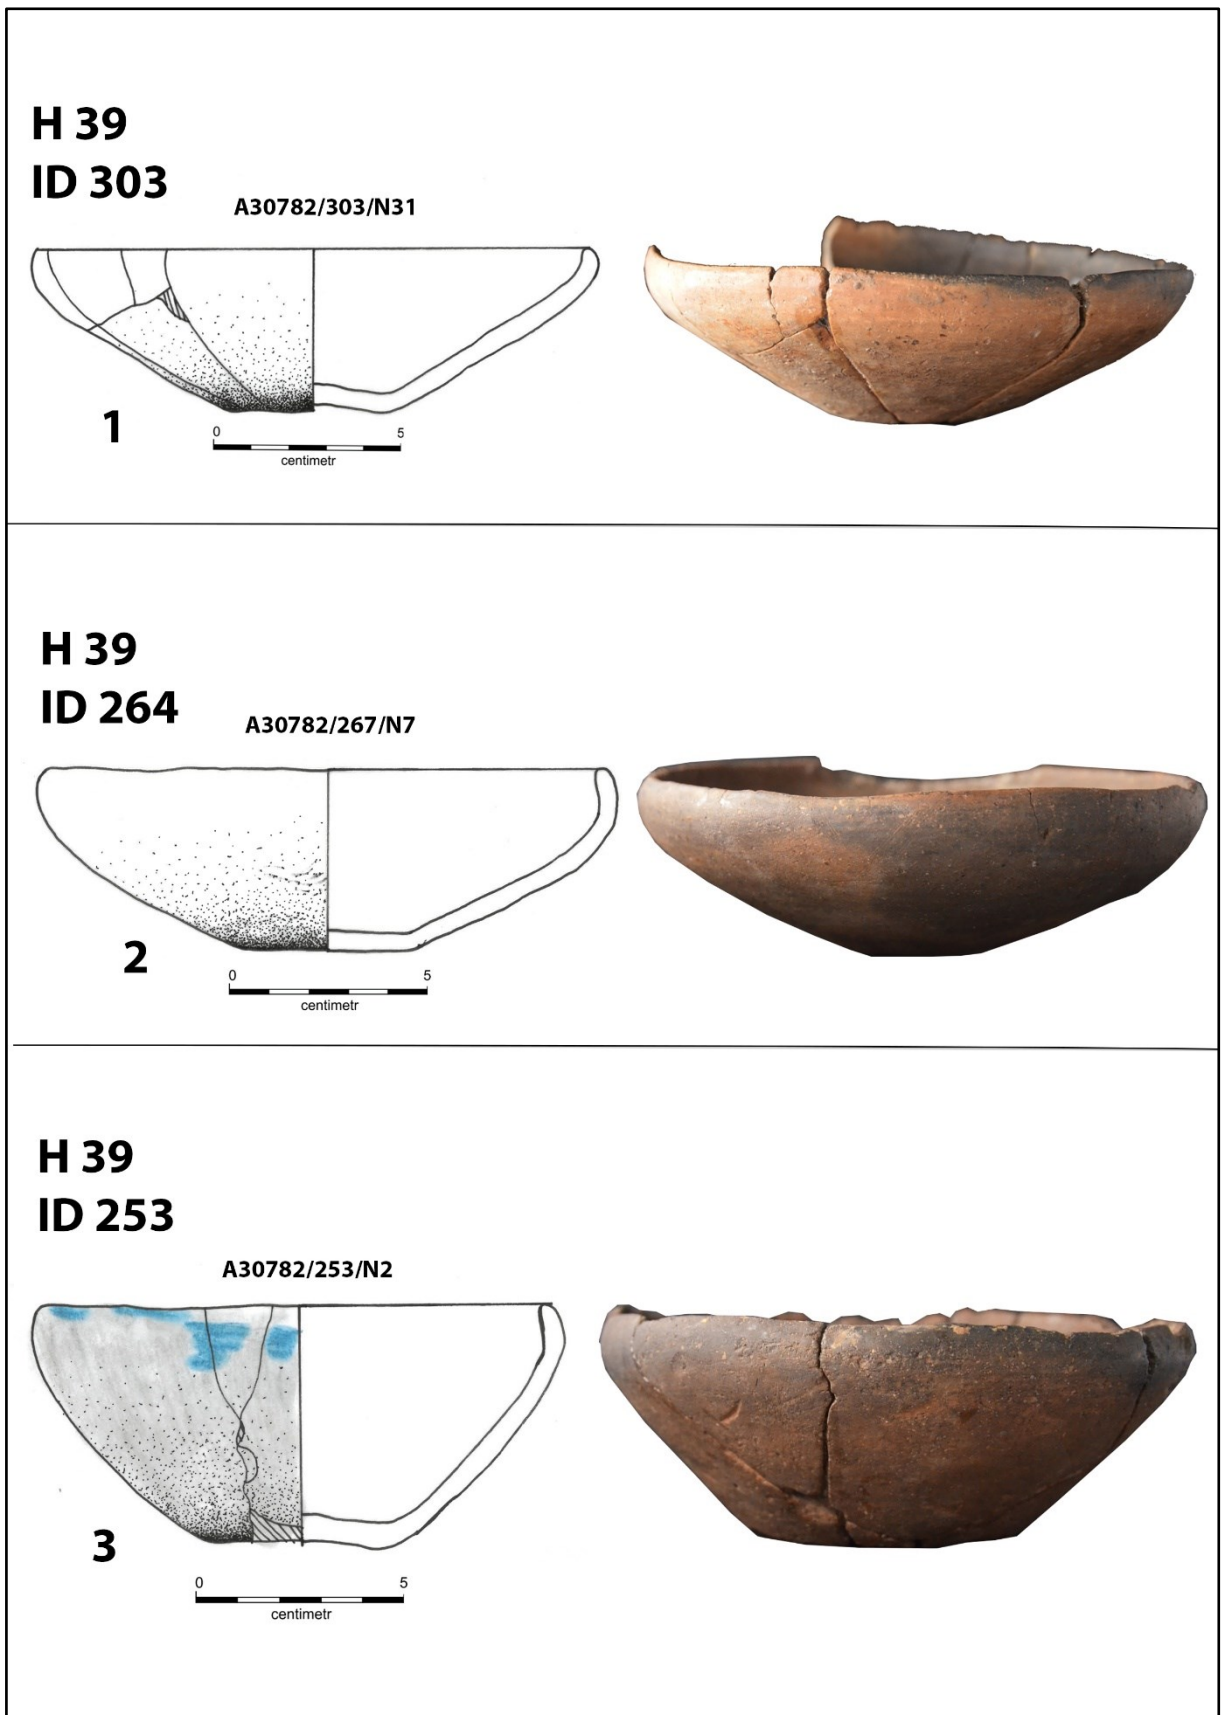 H 39
ID 303
A30782/303/N31
1
0 5
centimetr
H 39
ID 264
A30782/267/N7
2
0 5
centimetr
H 39
ID 253
A30782/253/N2
3
0 5
centimetr